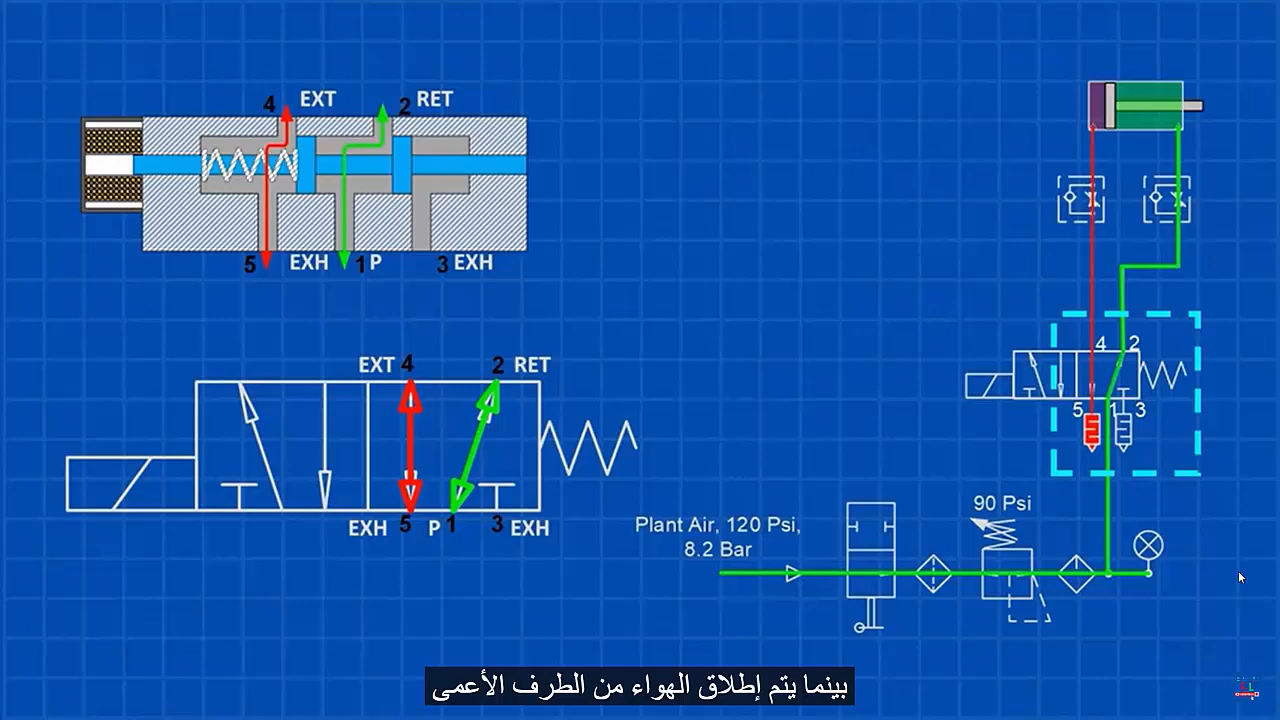 4 EXT 2 RET
5 EXH 1 P 3 EXH
EXT 4 2 RET
EXH 5 P 1 3 EXH
4 2
5 1 3
90 Psi
Plant Air, 120 Psi,
8.2 Bar
بينما يتم إطلاق الهواء من الطرف الأعمى